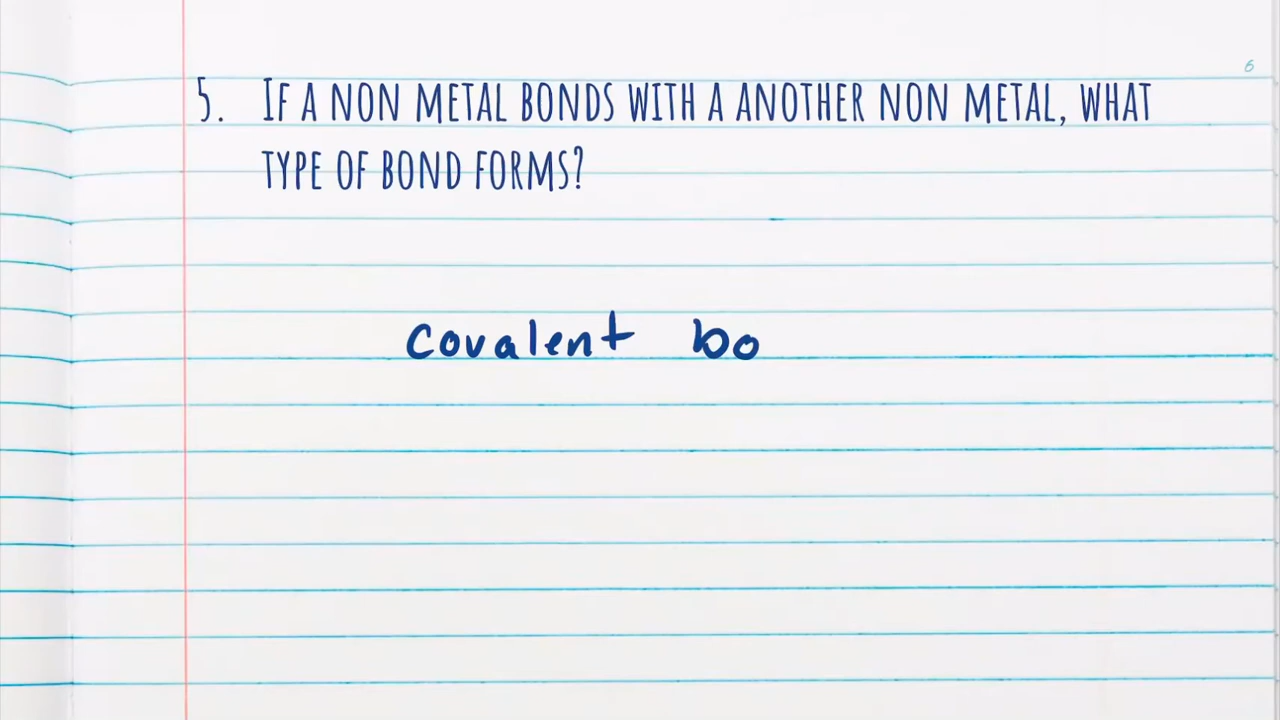 6
5. IF A NON METAL BONDS WITH A ANOTHER NON METAL, WHAT
TYPE OF BOND FORMS?
covalent bo